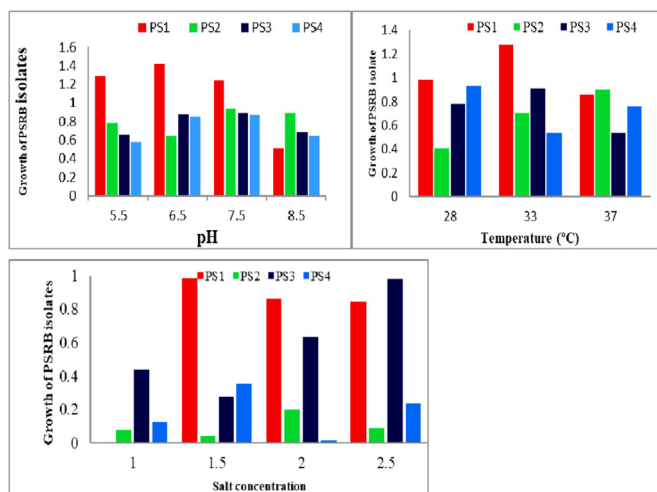 PS1 PS2 PS3 PS4
Growth of PSRB isolates
1.6
1.4
1.2
1
0.8
0.6
0.4
0.2
0
5.5 6.5 7.5 8.5
pH
PS1 PS2 PS3 PS4
Growth of PSRB isolate
1.4
1.2
1
0.8
0.6
0.4
0.2
0
28 33 37
Temperature (°C)
PS1 PS2 PS3 PS4
Growth of PSRB isolates
1
0.8
0.6
0.4
0.2
0
1 1.5 2 2.5
Salt concentration